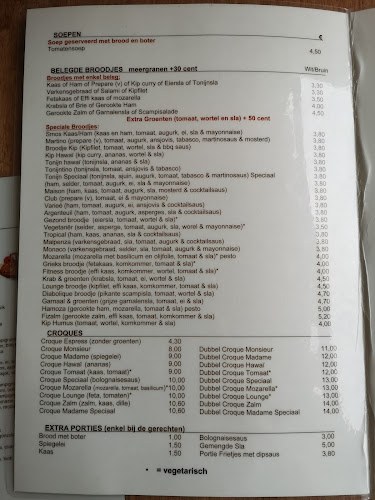 SOEPEN €
Soep geserveerd met brood en boter
Tomatensoep 4,50
BELEGDE BROODJES meergranen +30 cent Wit/Bruin
Broodjes met enkel beleg:
Kaas of Ham of Prepare (v) of Kip curry of Eiersla of Tonijnsla 3,30
Varkensgebraad of Salami of Kipfilet 3,50
Fetakaas of Effi kaas of mozarella 3,50
Krabsla of Brie of Gerookte Ham 4,00
Gerookte Zalm of Garnalensla of Scampisalade 4,50
Extra Groenten (tomaat, wortel en sla) + 50 cent
Specials Broodjes:
Smos Kaas/Ham (kaas en ham, tomaat, augurk, ei, sla & mayonnaise) 3,80
Martino (prepare (v), tomaat, augurk, ansjovis, tabasco, martinosaus & mosterd) 3,80
Broodje Kip (Kipfilet, tomaat, wortel, sla & bbq saus) 3,80
Kip Hawaï (kip curry, ananas, wortel, sla) 3,80
Tonijn hawaï (tonijnsla, ananas & sla) 3,80
Tonijntino (tonijnsla, tomaat, ansjovis & tabasco) 3,80
Tonijn Speciaal (tonijnsla, ajuin, augurk, tomaat, tabasco & martinosaus) Speciaal 3,80
(ham, selder, tomaat, augurk, ei, sla & mayonnaise) 3,80
Maison (ham, kaas, tomaat, augurk, sla, mosterd & cocktailsaus) 3,80
Club (prepare (v), tomaat, ei & mayonnaise) 3,80
Varieé (ham, tomaat, augurk, ei, ansjovis & cocktailsaus) 3,80
Argenteuil (ham, tomaat, augurk, asperges, sla & cocktailsaus) 3,80
Gezond broodje (eiersla, tomaat, wortel & sla)* 3,80
Vegetariër (selder, asperge, tomaat, augurk, sla, worel & mayonnaise)* 3,50
Tropical (ham, kaas, ananas, sla & cocktailsaus) 3,80
Malpenza (varkensgebraad, sla, tomaat, augurk & cocktailsaus) 3,80
Monaco (varkensgebraad, selder, sla, tomaat, augurk & mayonnaise) 3,80
Mozarella (mozarella met basilicum en olijfolie, tomaat & sla)* pesto 5,00
Grieks broodje (fetakaas, komkommer, tomaat & sla)* 4,00
Fitness broodje (effi kaas, komkommer, wortel & sla)* 4,00
Krab & groenten (krabsla, tomaat, wortel & ei, sla) 4,50
Lounge broodje (kipfilet, effi kaas, komkommer, tomaat & sla) 4,50
Diabolique broodje (pikante scampisla, tomaat, wortel & sla) 4,70
Garnaal & groenten (grijze garnalensla, tomaat, ei & sla) 4,70
Hamoza (gerookte ham, mozarella, tomaat & sla) pesto 5,00
Fizalm (gerookte zalm, effi kaas, tomaat, komkommer & sla) 5,20
Kip Humus (tomaat, wortel, komkommer & sla) 4,00
CROQUES
Croque Express (zonder groenten) 4,30
Croque Monsieur 8,00 Dubbel Croque Monsieur 11,00
Croque Madame (spiegelei) 9,00 Dubbel Croque Madame 12,00
Croque Hawaï (ananas) 9,00 Dubbel Croque Hawaï 12,00
Croque Tomaat (kaas, tomaat)* 9,00 Dubbel Croque Tomaat* 12,00
Croque Speciaal (bolognaisesaus) 10,00 Dubbel Croque Speciaal 13,00
Croque Mozarella (mozarella, tomaat, basilicum)* 10,00 Dubbel Croque Mozarella* 13,00
Croque Lounge (feta, tomaten)* 10,00 Dubbel Croque Lounge* 13,00
Croque Zalm (zalm, kaas, dille) 10,60 Dubbel Croque Zalm 14,00
Croque Madame Speciaal 10,60 Dubbel Croque Madame Speciaal 14,00
EXTRA PORTIES (enkel bij de gerechten)
Brood met boter 1,00 Bolognaisesaus 3,00
Spiegelei 1,50 Gemengde Sla 5,00
Kaas 1,50 Portie Frietjes met dipsaus 3,80
• * = vegetarisch